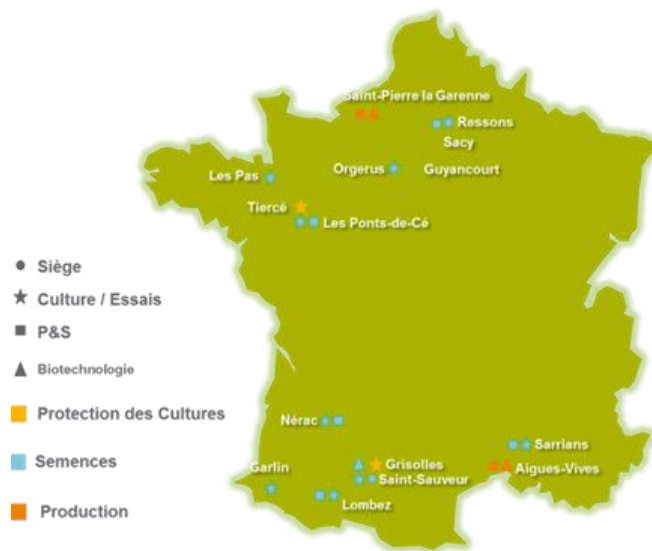 Saint-Pierre la Garenne
Ressons
Sacy
Orgerus
Guyancourt
Les Pas
Tiercé
Les Ponts-de-Cé
Siège
Culture / Essais
P&S
Biotechnologie
Protection des Cultures
Nérac
Sarrians
Semences
Garlin
Grisolles
Aigues-Vives
Saint-Sauveur
Lombez
Production